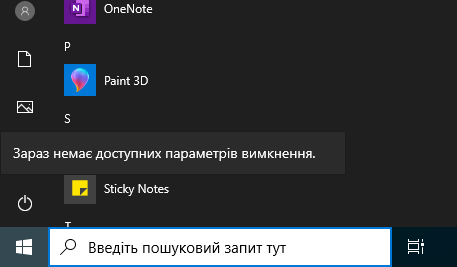 OneNote
P
Paint 3D
S
Зараз немає доступних параметрів вимкнення.
Sticky Notes
T
Введіть пошуковий запит тут